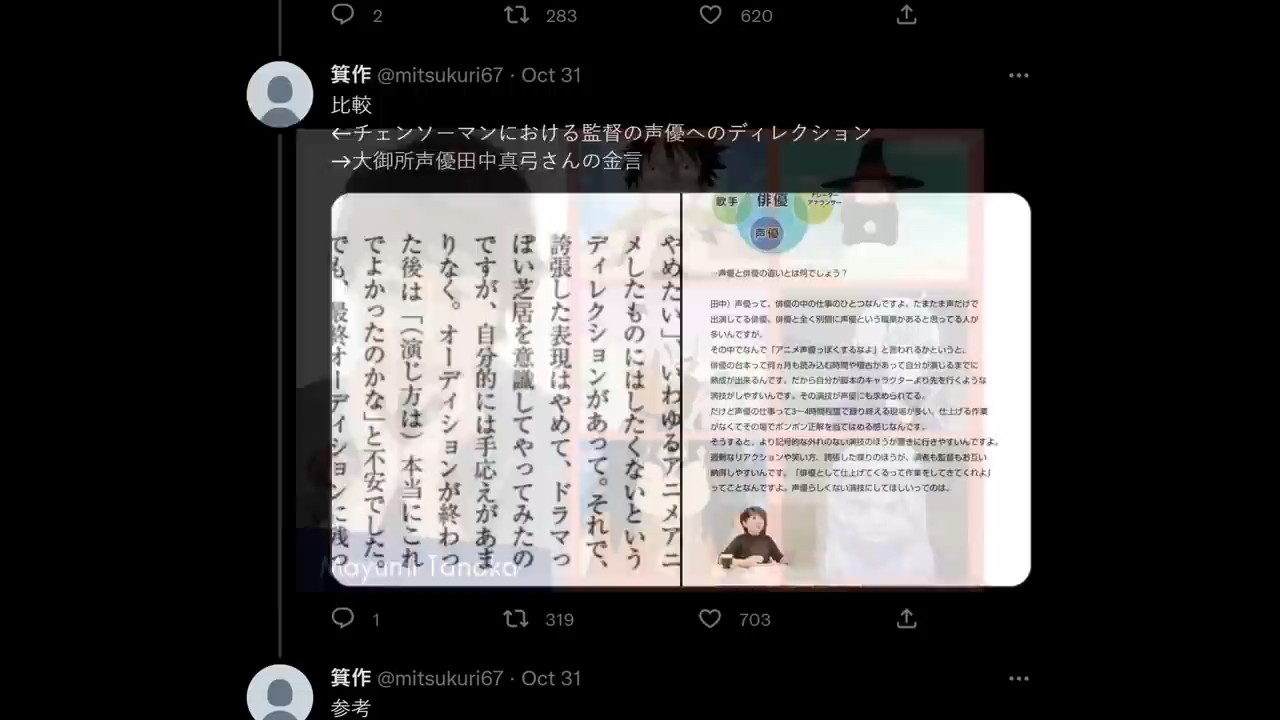 2 283 620
箕作 @mitsukuri67 · Oct 31
比較
←チェンソーマンにおける監督の声優へのディレクション
→大御所声優田中真弓さんの金言
やめたい」、いわゆるアニメアニ
メしたものにはしたくないという
ディレクションがあって。それで、
誇張した表現はやめて、ドラマっ
ぽい芝居を意識してやってみたの
ですが、自分的には手応えがあま
りなく。オーディションが終わっ
た後は「(演じ方は)本当にこれ
でよかったのかな」と不安でした。
でも、最終オーディションに残っ
歌手 俳優 ナレーター アナウンサー
声優
―声優と俳優の違いとは何でしょう？
田中）声優って、俳優の中の仕事のひとつなんですよ。たまたま声だけで
出演してる俳優。俳優と全く別個に声優という職業があると思ってる人が
多いんですが。
その中でなんで「アニメ声優っぽくするなよ」と言われるかというと、
俳優の台本って何ヵ月も読み込む時間や稽古があって自分が演じるまでに
熟成が出来るんです。だから自分が脚本のキャラクターより先を行くような
演技がしやすいんです。その演技が声優にも求められてる。
だけど声優の仕事って3〜4時間程度で録り終える現場が多い、仕上げる作業
がなくてその場でポンポン正解を当てはめる感じなんです。
そうすると、より記号的な外れのない演技のほうが響きに行きやすいんですよ。
過剰なリアクションや笑い方、誇張した喋りのほうが、演者も監督もお互い
納得しやすいんです。「俳優として仕上げてくるって作業をしてきてくれよ」
ってことなんですよ。声優らしくない演技にしてほしいってのは。
Mayumi Tanaka
1 319 703
箕作 @mitsukuri67 · Oct 31
参考